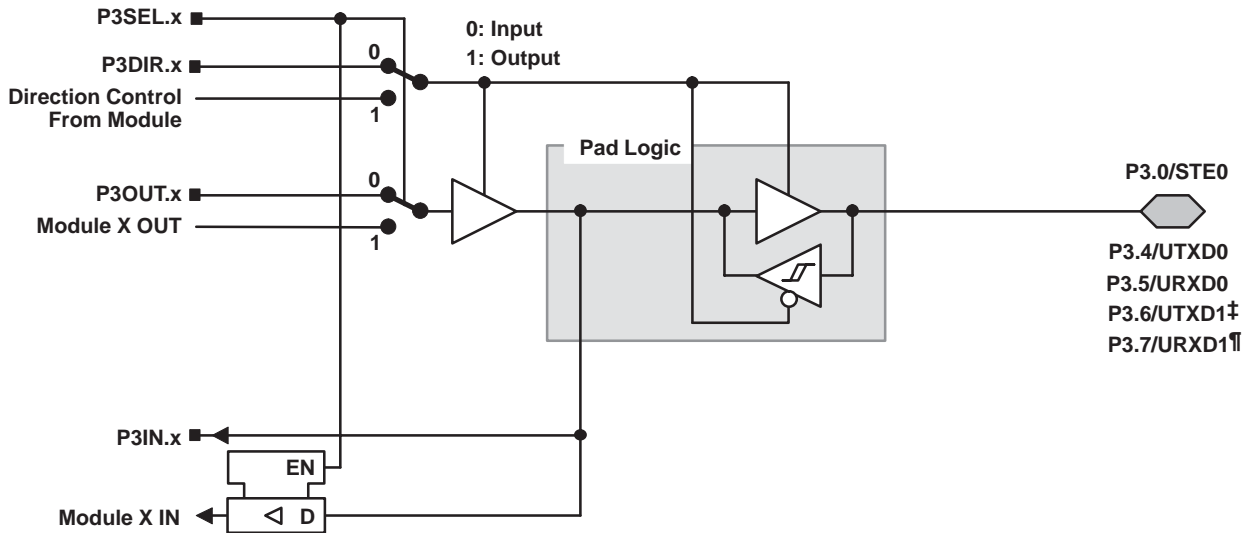 P3SEL.x
0: Input
1: Output
P3DIR.x
0
Direction Control
From Module
1
Pad Logic
P3.0/STE0
P3OUT.x
0
Module X OUT
1
P3.4/UTXD0
P3.5/URXD0
P3.6/UTXD1‡
P3.7/URXD1¶
P3IN.x
EN
Module X IN
D